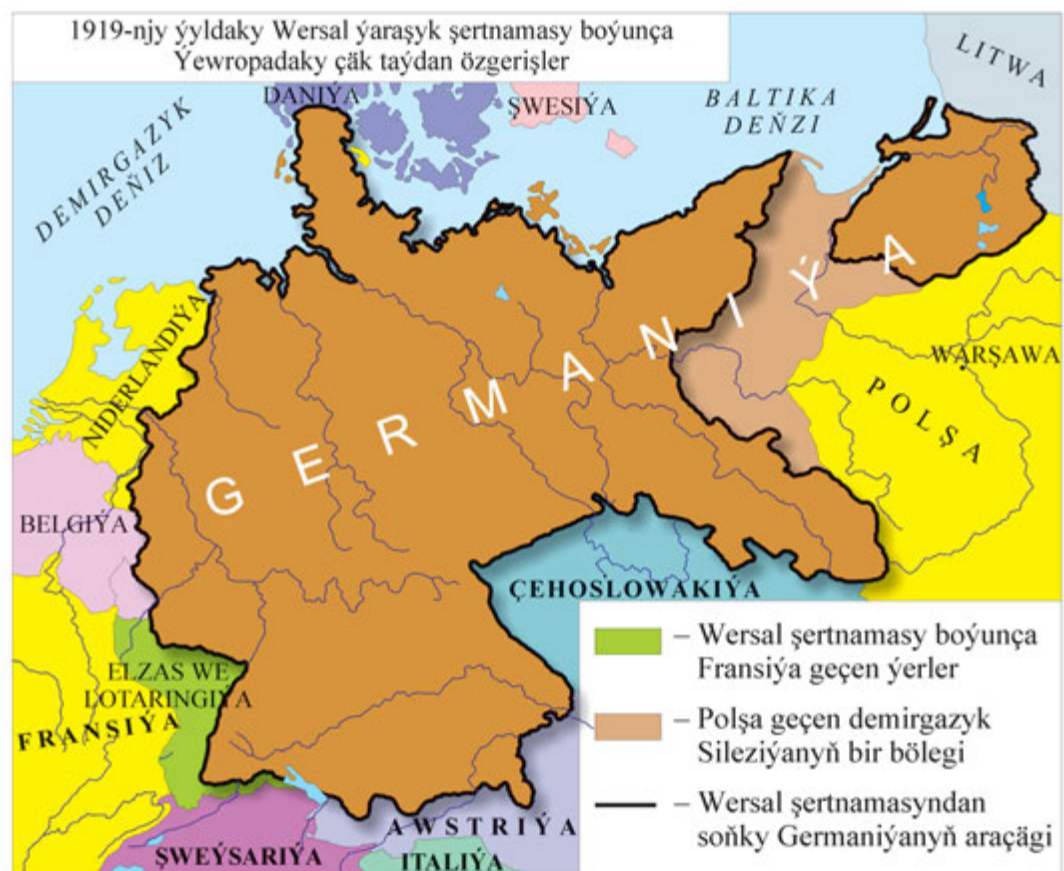 1919-njy ýyldaky Wersal ýaraşyk şertnamasy boýunça
Ýewropadaky çäk taýdan özgerişler
LITWA
DANIÝA
ŞWESIÝA
BALTIKA
DEŇZI
DEMIRGAZYK
DEŇIZ
NIDERLANDIÝA
GERMANIÝA
WARŞAWA
POLŞA
BELGIÝA
ÇEHOSLOWAKIÝA
ELZAS WE
LOTARINGIÝA
FRANSIÝA
AWSTRIÝA
ŞWEÝSARIÝA
ITALIÝA
– Wersal şertnamasy boýunça
Fransiýa geçen ýerler
– Polşa geçen demirgazyk
Sileziýanyň bir bölegi
– Wersal şertnamasyndan
soňky Germaniýanyň araçägi